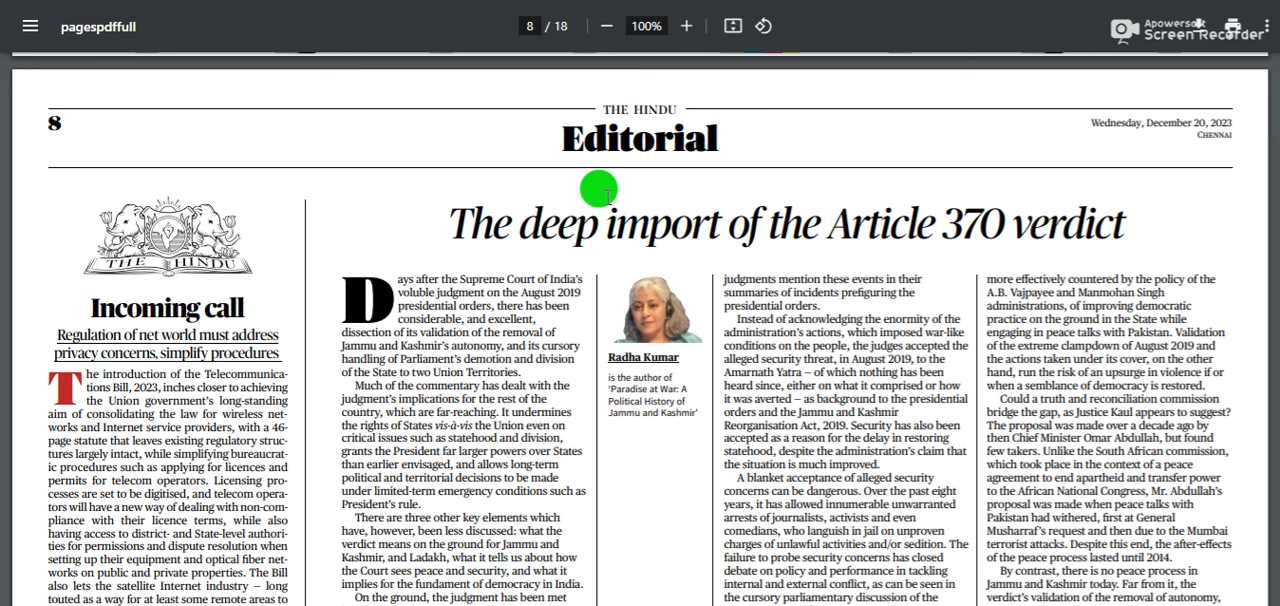 pagespdffull
8 / 18
100%
Apowersoft
Screen Recorder
8
THE HINDU
Editorial
Wednesday, December 20, 2023
CHENNAI
THE HINDU
Incoming call
Regulation of net world must address
privacy concerns, simplify procedures
The introduction of the Telecommunica-
tions Bill, 2023, inches closer to achieving
the Union government's long-standing
aim of consolidating the law for wireless net-
works and Internet service providers, with a 46-
page statute that leaves existing regulatory struc-
tures largely intact, while simplifying bureaucrat-
ic procedures such as applying for licences and
permits for telecom operators. Licensing pro-
cesses are set to be digitised, and telecom opera-
tors will have a new way of dealing with non-com-
pliance with their licence terms, while also
having access to district- and State-level authori-
ties for permissions and dispute resolution when
setting up their equipment and optical fiber net-
works on public and private properties. The Bill
also lets the satellite Internet industry — long
touted as a way for at least some remote areas to
The deep import of the Article 370 verdict
Days after the Supreme Court of India's
voluble judgment on the August 2019
presidential orders, there has been
considerable, and excellent,
dissection of its validation of the removal of
Jammu and Kashmir's autonomy, and its cursory
handling of Parliament's demotion and division
of the State to two Union Territories.
Much of the commentary has dealt with the
judgment's implications for the rest of the
country, which are far-reaching. It undermines
the rights of States vis-à-vis the Union even on
critical issues such as statehood and division,
grants the President far larger powers over States
than earlier envisaged, and allows long-term
political and territorial decisions to be made
under limited-term emergency conditions such as
President's rule.
There are three other key elements which
have, however, been less discussed: what the
verdict means on the ground for Jammu and
Kashmir, and Ladakh, what it tells us about how
the Court sees peace and security, and what it
implies for the fundament of democracy in India.
On the ground, the judgment has been met
Radha Kumar
is the author of
'Paradise at War: A
Political History of
Jammu and Kashmir'
judgments mention these events in their
summaries of incidents prefiguring the
presidential orders.
Instead of acknowledging the enormity of the
administration's actions, which imposed war-like
conditions on the people, the judges accepted the
alleged security threat, in August 2019, to the
Amarnath Yatra — of which nothing has been
heard since, either on what it comprised or how
it was averted — as background to the presidential
orders and the Jammu and Kashmir
Reorganisation Act, 2019. Security has also been
accepted as a reason for the delay in restoring
statehood, despite the administration's claim that
the situation is much improved.
A blanket acceptance of alleged security
concerns can be dangerous. Over the past eight
years, it has allowed innumerable unwarranted
arrests of journalists, activists and even
comedians, who languish in jail on unproven
charges of unlawful activities and/or sedition. The
failure to probe security concerns has closed
debate on policy and performance in tackling
internal and external conflict, as can be seen in
the cursory parliamentary discussion of the
more effectively countered by the policy of the
A.B. Vajpayee and Manmohan Singh
administrations, of improving democratic
practice on the ground in the State while
engaging in peace talks with Pakistan. Validation
of the extreme clampdown of August 2019 and
the actions taken under its cover, on the other
hand, run the risk of an upsurge in violence if or
when a semblance of democracy is restored.
Could a truth and reconciliation commission
bridge the gap, as Justice Kaul appears to suggest?
The proposal was made over a decade ago by
then Chief Minister Omar Abdullah, but found
few takers. Unlike the South African commission,
which took place in the context of a peace
agreement to end apartheid and transfer power
to the African National Congress, Mr. Abdullah's
proposal was made when peace talks with
Pakistan had withered, first at General
Musharraf's request and then due to the Mumbai
terrorist attacks. Despite this end, the after-effects
of the peace process lasted until 2014.
By contrast, there is no peace process in
Jammu and Kashmir today. Far from it, the
verdict's validation of the removal of autonomy,